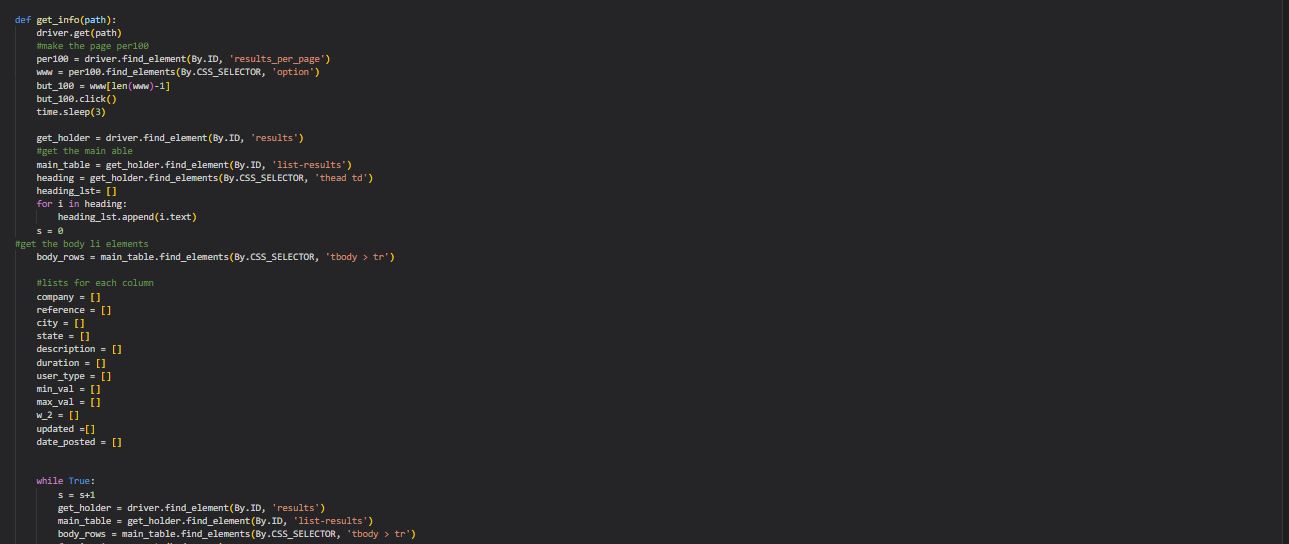 def get_info(path):
    driver.get(path)
    #make the page per100
    per100 = driver.find_element(By.ID, 'results_per_page')
    www = per100.find_elements(By.CSS_SELECTOR, 'option')
    but_100 = www[len(www)-1]
    but_100.click()
    time.sleep(3)

    get_holder = driver.find_element(By.ID, 'results')
    #get the main able
    main_table = get_holder.find_element(By.ID, 'list-results')
    heading = get_holder.find_elements(By.CSS_SELECTOR, 'thead td')
    heading_lst= []
    for i in heading:
        heading_lst.append(i.text)
    s = 0
#get the body li elements
    body_rows = main_table.find_elements(By.CSS_SELECTOR, 'tbody > tr')

    #lists for each column
    company = []
    reference = []
    city = []
    state = []
    description = []
    duration = []
    user_type = []
    min_val = []
    max_val = []
    w_2 = []
    updated =[]
    date_posted = []

    while True:
        s = s+1
        get_holder = driver.find_element(By.ID, 'results')
        main_table = get_holder.find_element(By.ID, 'list-results')
        body_rows = main_table.find_elements(By.CSS_SELECTOR, 'tbody > tr')